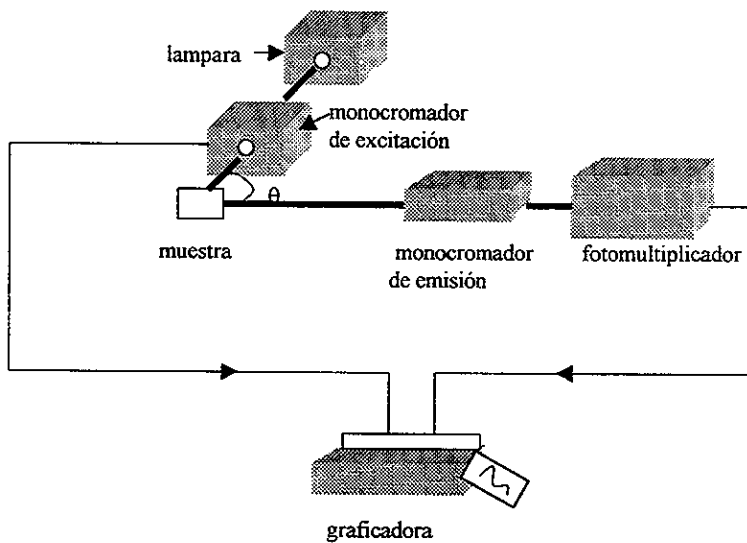 lampara
monocromador
de excitación
θ
muestra
monocromador
de emisión
fotomultiplicador
graficadora